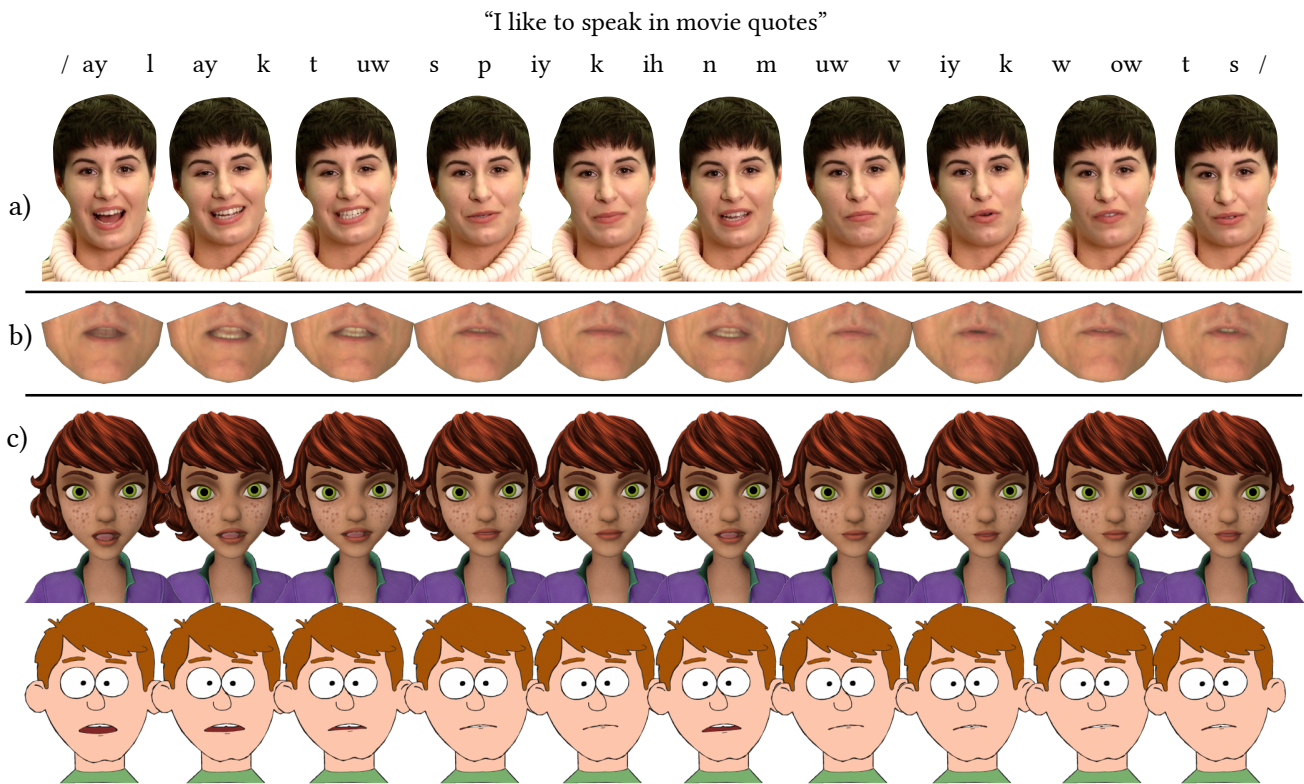 “I like to speak in movie quotes”
/ ay l ay k t uw s p iy k ih n m uw v iy k w ow t s /
a)
b)
c)